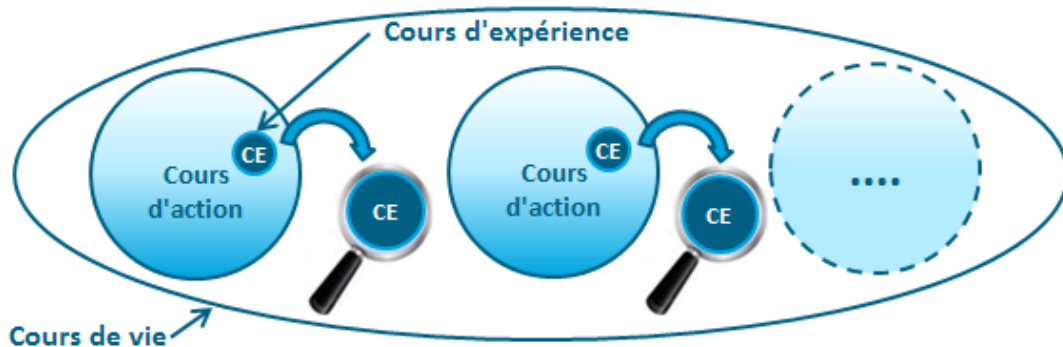 Cours d'expérience
CE
Cours
d'action
CE
CE
Cours
d'action
CE
....
Cours de vie